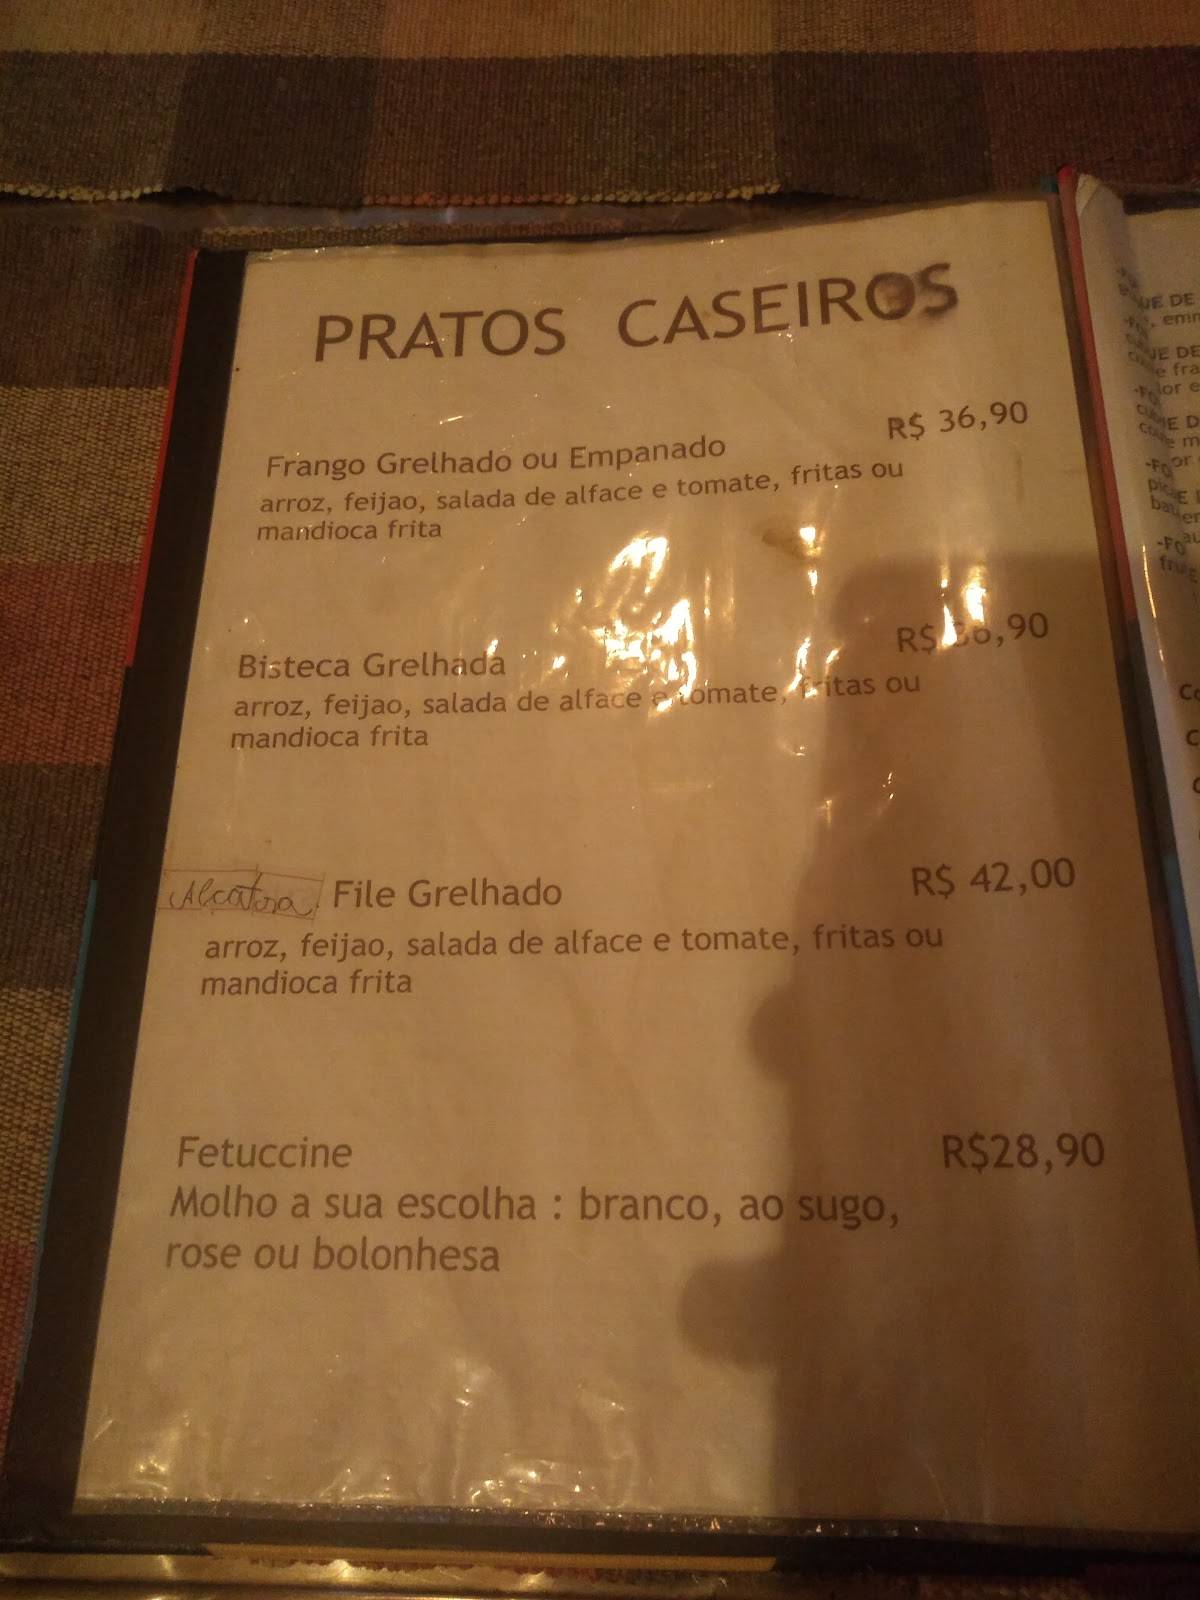 PRATOS CASEIROS
R$ 36,90
Frango Grelhado ou Empanado
arroz, feijao, salada de alface e tomate, fritas ou
mandioca frita
Bisteca Grelhada
arroz, feijao, salada de alface e tomate, fritas ou
mandioca frita
Alcatra File Grelhado R$ 42,00
arroz, feijao, salada de alface e tomate, fritas ou
mandioca frita
Fetuccine R$28,90
Molho a sua escolha : branco, ao sugo,
rose ou bolonhesa